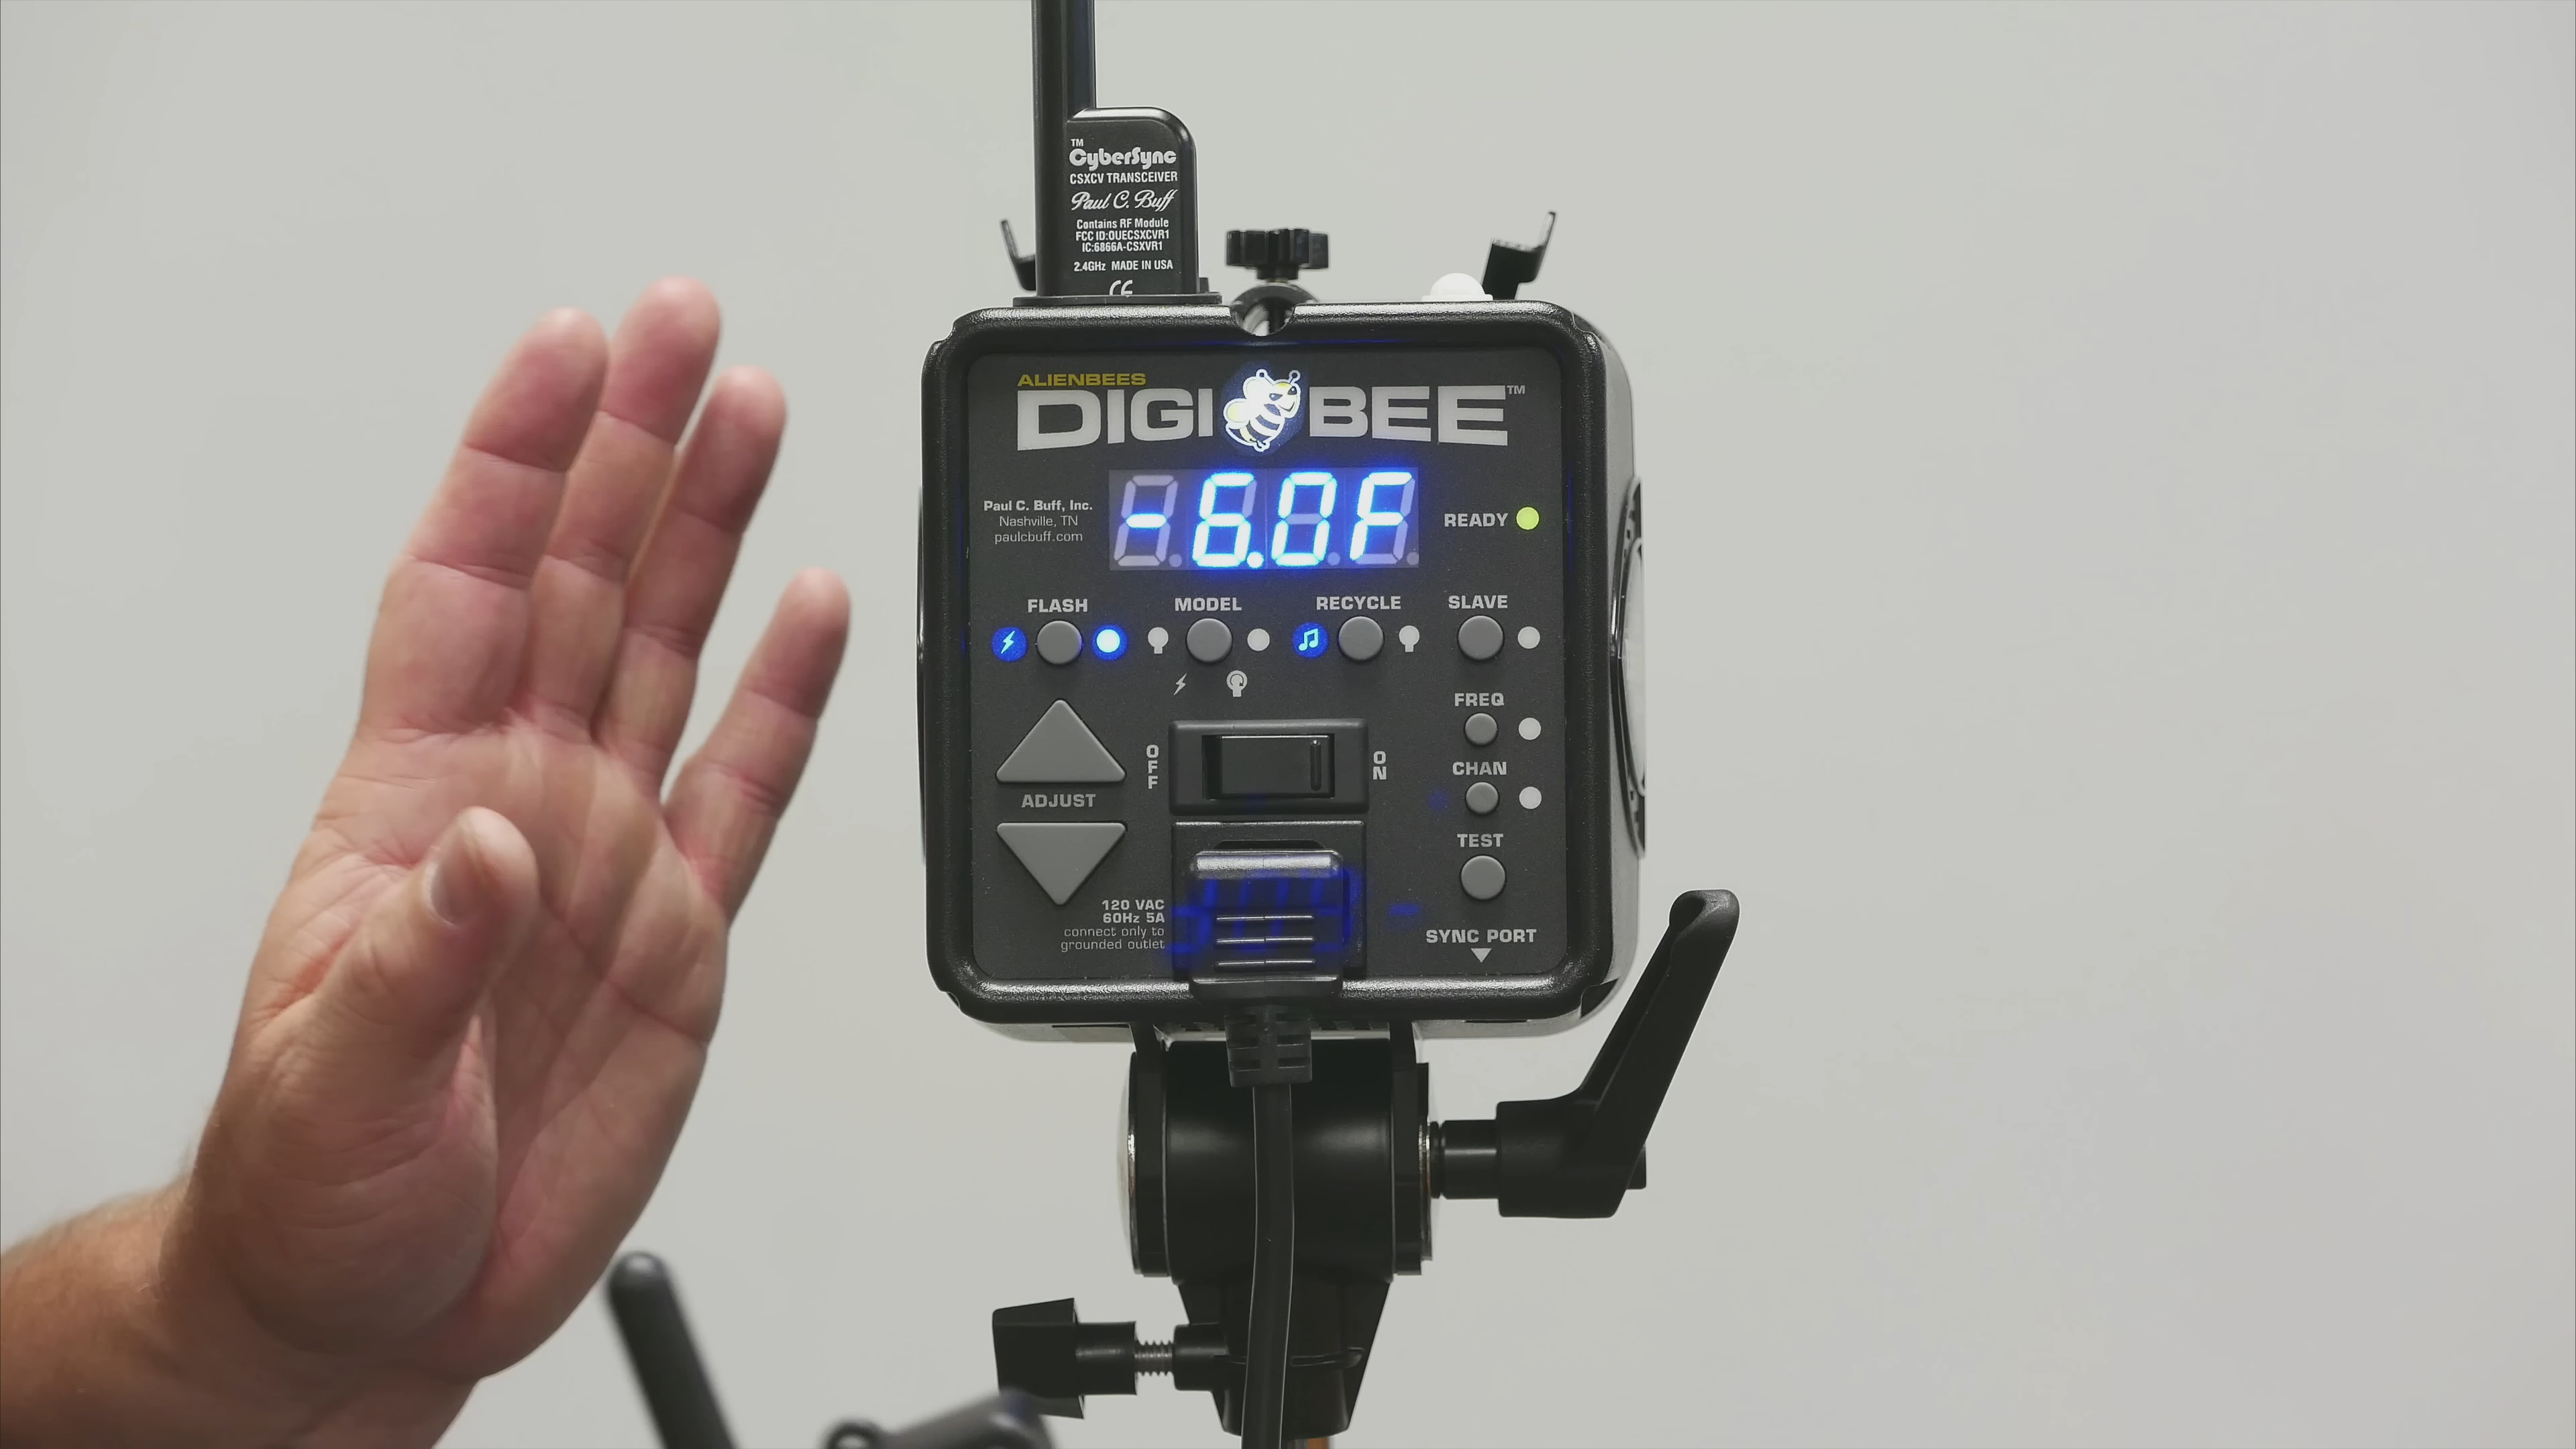 TM
CyberSync
CSXCV TRANSCEIVER
Paul C. Buff
Contains RF Module
FCC ID:OUECSXCVR1
IC:6866A-CSXVR1
2.4GHz MADE IN USA
CE
ALIENBEES
DIGI BEE™
Paul C. Buff, Inc.
Nashville, TN
paulcbuff.com
-6.0F
READY
FLASH
MODEL
RECYCLE
SLAVE
FREQ
OFF
ON
CHAN
ADJUST
TEST
120 VAC
60Hz 5A
connect only to
grounded outlet
SYNC PORT